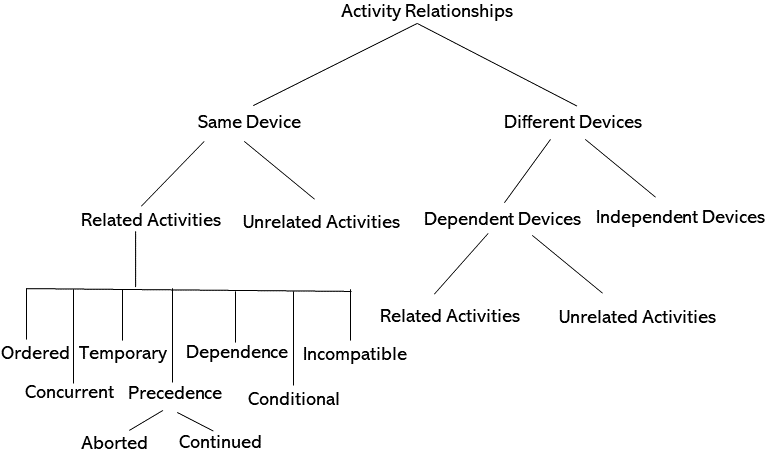 Activity Relationships
Same Device
Different Devices
Related Activities
Unrelated Activities
Dependent Devices
Independent Devices
Related Activities
Unrelated Activities
Ordered
Temporary
Dependence
Incompatible
Concurrent
Precedence
Conditional
Aborted
Continued